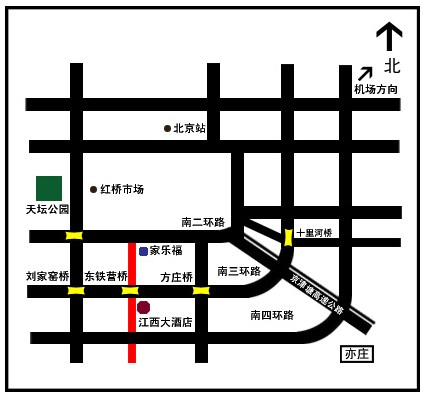 北
机场方向
北京站
红桥市场
天坛公园
南二环路
十里河桥
家乐福
刘家窑桥
东铁营桥
方庄桥
南三环路
京津塘高速公路
江西大酒店
南四环路
亦庄